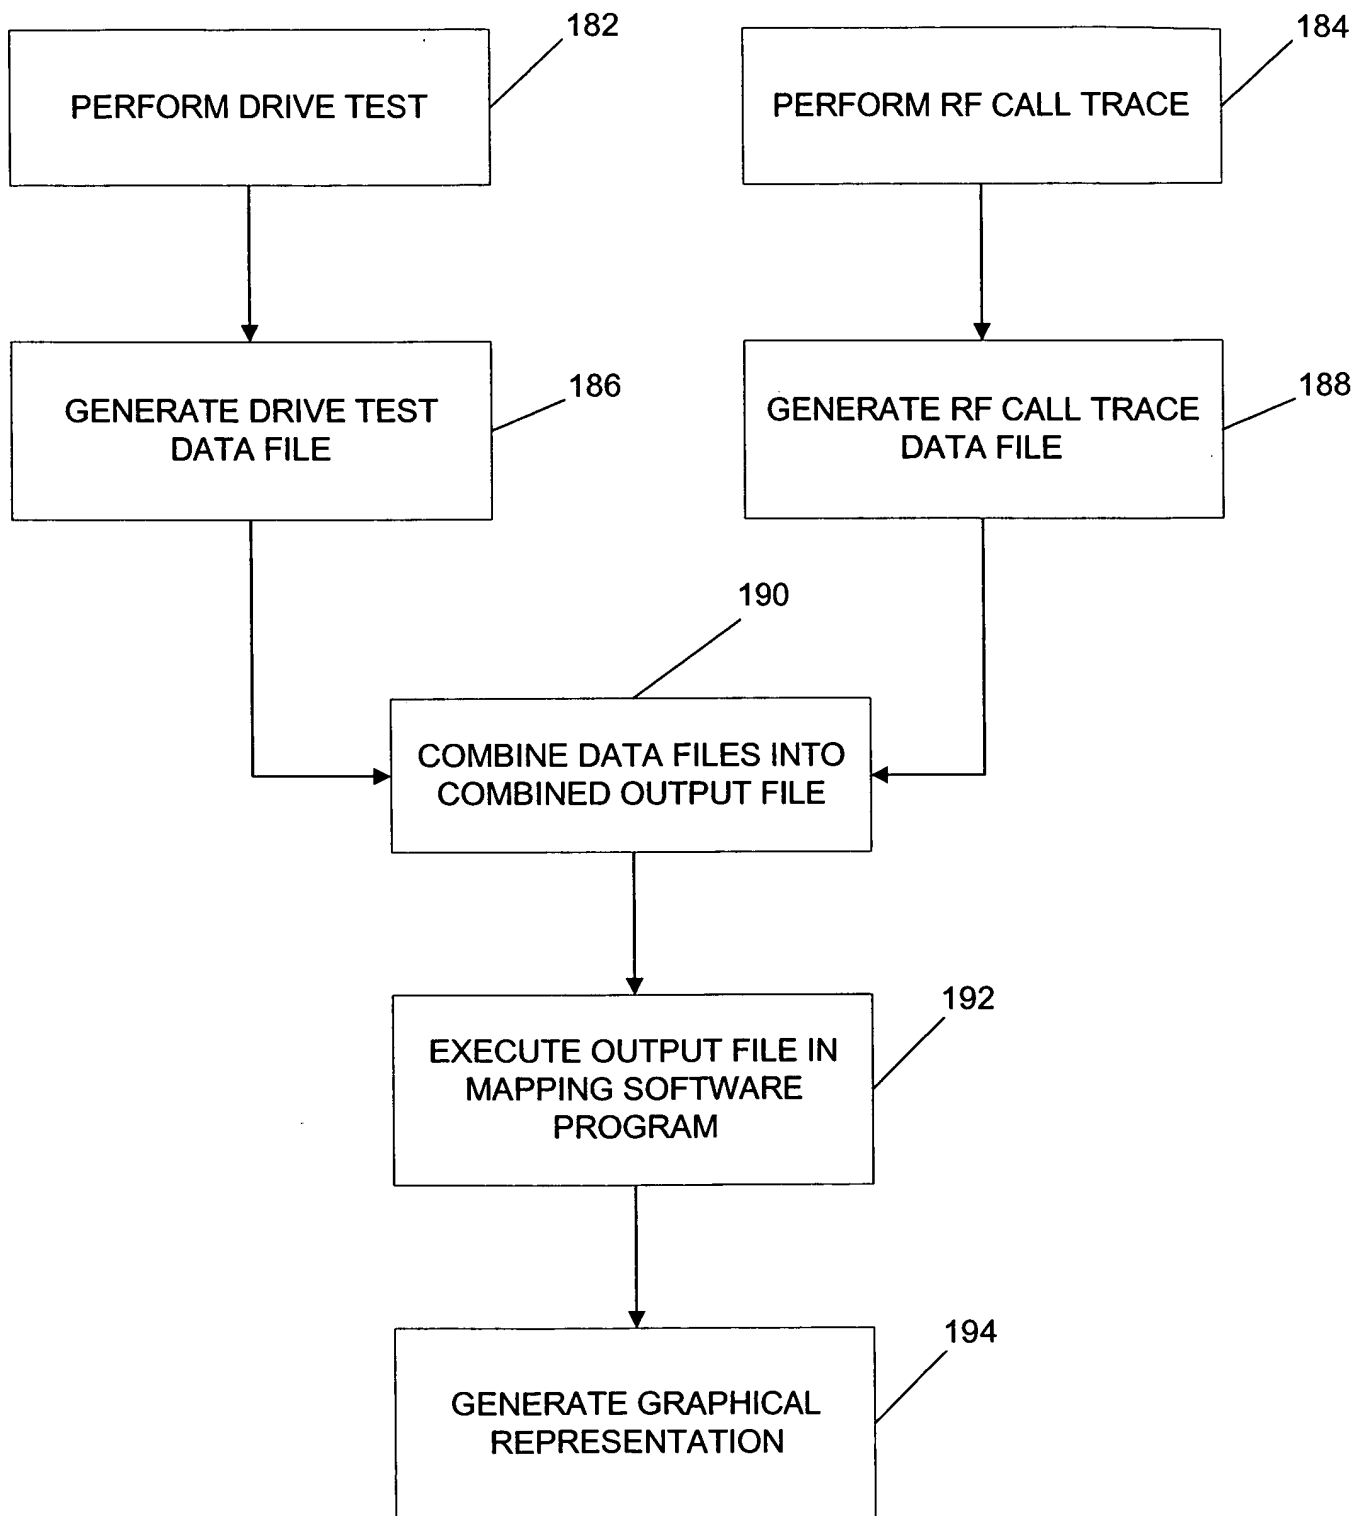 182
184
PERFORM DRIVE TEST
PERFORM RF CALL TRACE
186
188
GENERATE DRIVE TEST
DATA FILE
GENERATE RF CALL TRACE
DATA FILE
190
COMBINE DATA FILES INTO
COMBINED OUTPUT FILE
192
EXECUTE OUTPUT FILE IN
MAPPING SOFTWARE
PROGRAM
194
GENERATE GRAPHICAL
REPRESENTATION